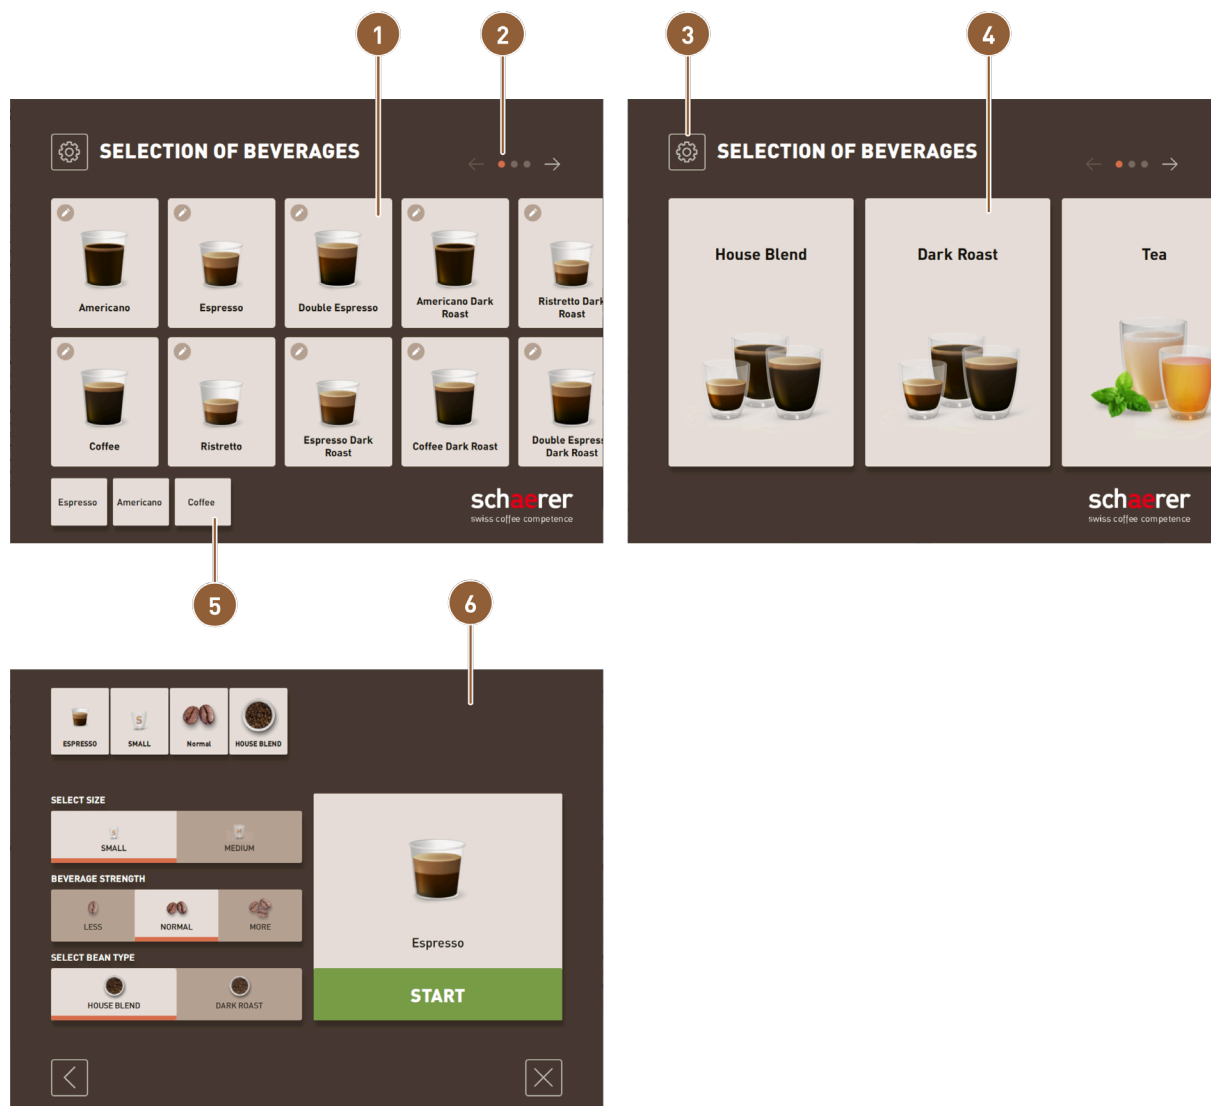 1
2
3
4
SELECTION OF BEVERAGES
Americano
Espresso
Double Espresso
Americano Dark
Roast
Ristretto Dark
Roast
Coffee
Ristretto
Espresso Dark
Roast
Coffee Dark Roast
Double Espress
Dark Roast
Espresso
Americano
Coffee
schaerer
swiss coffee competence
SELECTION OF BEVERAGES
House Blend
Dark Roast
Tea
schaerer
swiss coffee competence
5
6
ESPRESSO
S
SMALL
Normal
HOUSE BLEND
SELECT SIZE
S
SMALL
M
MEDIUM
BEVERAGE STRENGTH
LESS
NORMAL
MORE
SELECT BEAN TYPE
HOUSE BLEND
DARK ROAST
Espresso
START